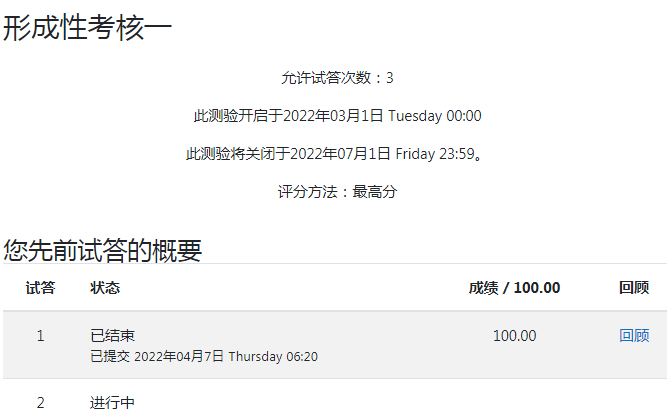 形成性考核一
允许试答次数：3
此测验开启于2022年03月1日 Tuesday 00:00
此测验将关闭于2022年07月1日 Friday 23:59。
评分方法：最高分
您先前试答的概要
试答 状态 成绩 / 100.00 回顾
1 已结束 100.00 回顾
已提交 2022年04月7日 Thursday 06:20
2 进行中